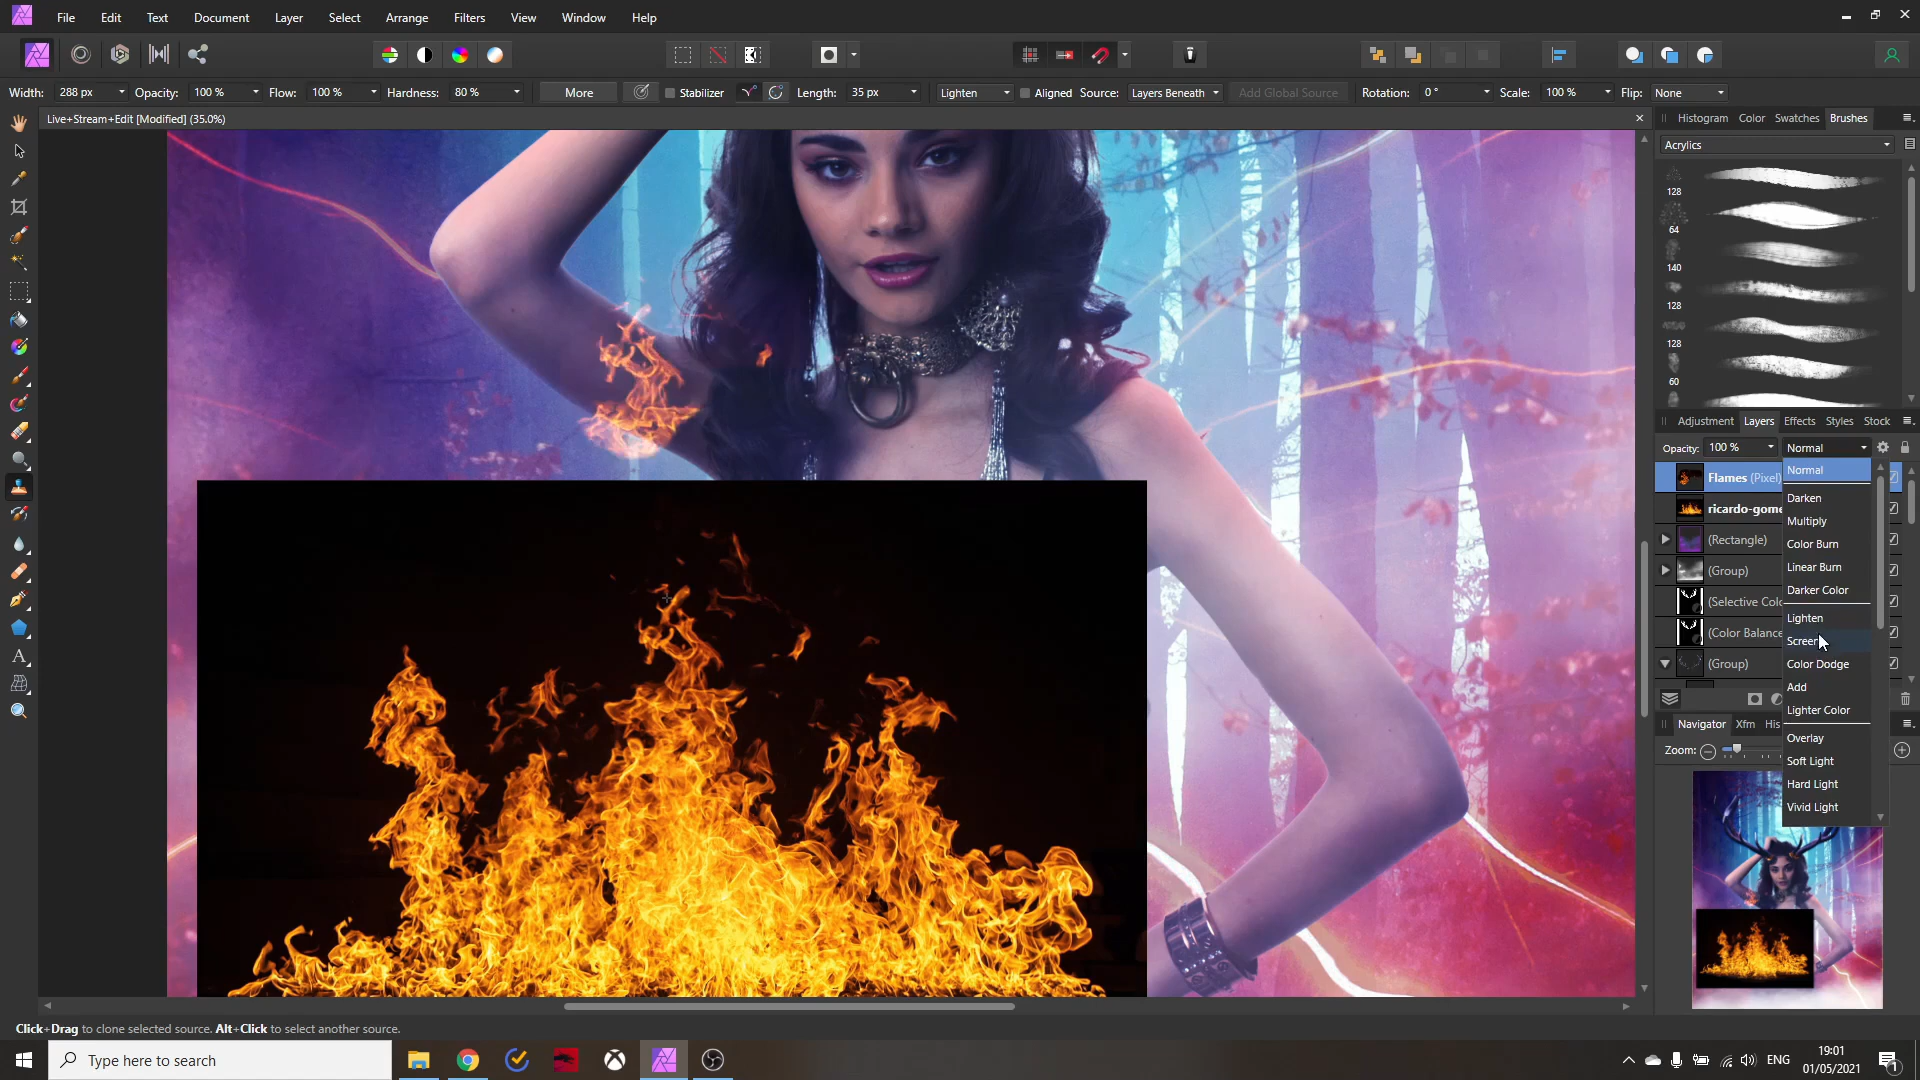 File Edit Text Document Layer Select Arrange Filters View Window Help
Width: 288 px Opacity: 100 % Flow: 100 % Hardness: 80 % More Stabilizer Length: 35 px Lighten Aligned Source: Layers Beneath Add Global Source Rotation: 0° Scale: 100 % Flip: None
Live+Stream+Edit [Modified] (35.0%)
Histogram Color Swatches Brushes
Acrylics
128
64
140
128
128
60
Adjustment Layers Effects Styles Stock
Opacity: 100 % Normal
Flames (Pixel)
ricardo-gome
(Rectangle)
(Group)
(Selective Colo
(Color Balance
(Group)
Normal
Darken
Multiply
Color Burn
Linear Burn
Darker Color
Lighten
Screen
Color Dodge
Add
Lighter Color
Overlay
Soft Light
Hard Light
Vivid Light
Navigator Xfm His
Zoom:
Click+Drag to clone selected source. Alt+Click to select another source.
Type here to search
ENG
19:01
01/05/2021
1